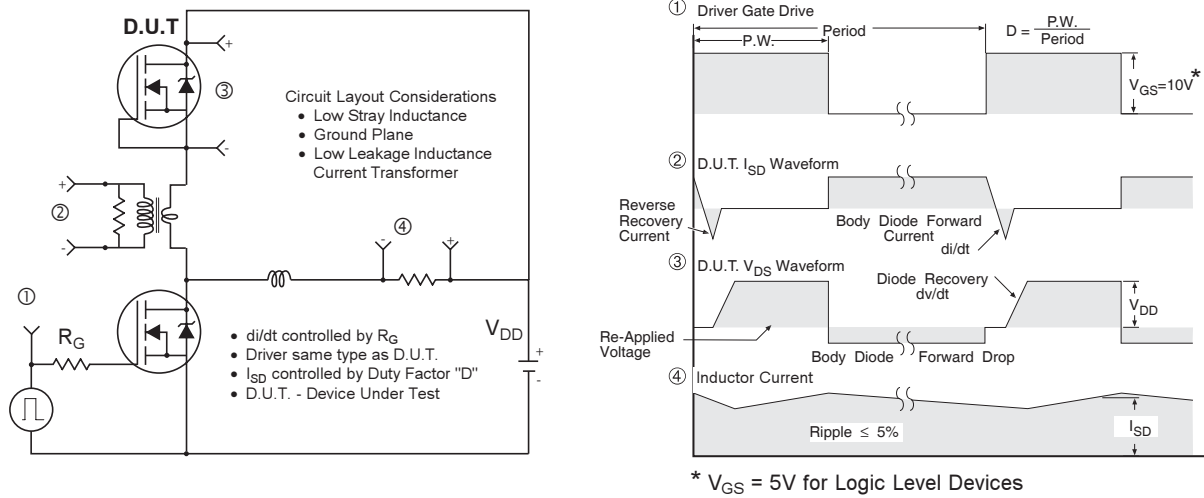 D.U.T
+
③
-
Circuit Layout Considerations
• Low Stray Inductance
• Ground Plane
• Low Leakage Inductance
Current Transformer
+
②
-
④
- +
①
R_G
V_DD
+
-
• di/dt controlled by R_G
• Driver same type as D.U.T.
• I_SD controlled by Duty Factor "D"
• D.U.T. - Device Under Test
① Driver Gate Drive
P.W.
Period
D = P.W. / Period
V_GS=10V *
② D.U.T. I_SD Waveform
Reverse
Recovery
Current
Body Diode Forward
Current
di/dt
③ D.U.T. V_DS Waveform
Diode Recovery
dv/dt
V_DD
Re-Applied
Voltage
Body Diode Forward Drop
④ Inductor Current
Ripple ≤ 5%
I_SD
* V_GS = 5V for Logic Level Devices